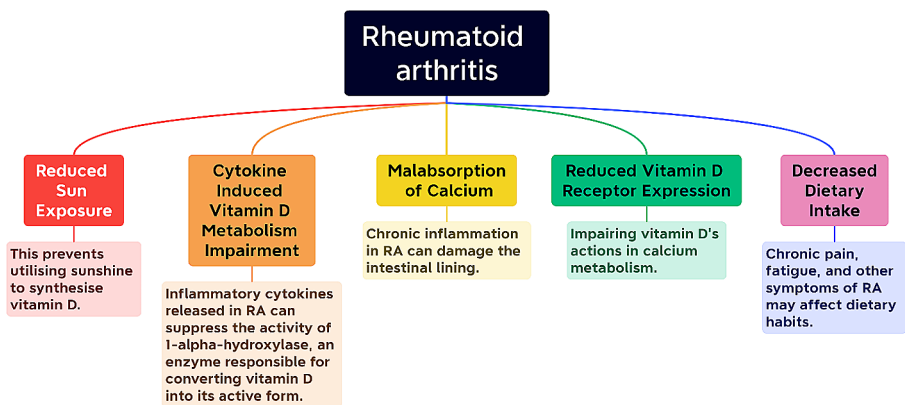 Rheumatoid
arthritis
Reduced
Sun
Exposure
This prevents
utilising sunshine
to synthesise
vitamin D.
Cytokine
Induced
Vitamin D
Metabolism
Impairment
Inflammatory cytokines
released in RA can
suppress the activity of
1-alpha-hydroxylase, an
enzyme responsible for
converting vitamin D
into its active form.
Malabsorption
of Calcium
Chronic inflammation
in RA can damage the
intestinal lining.
Reduced Vitamin D
Receptor Expression
Impairing vitamin D's
actions in calcium
metabolism.
Decreased
Dietary
Intake
Chronic pain,
fatigue, and other
symptoms of RA
may affect dietary
habits.